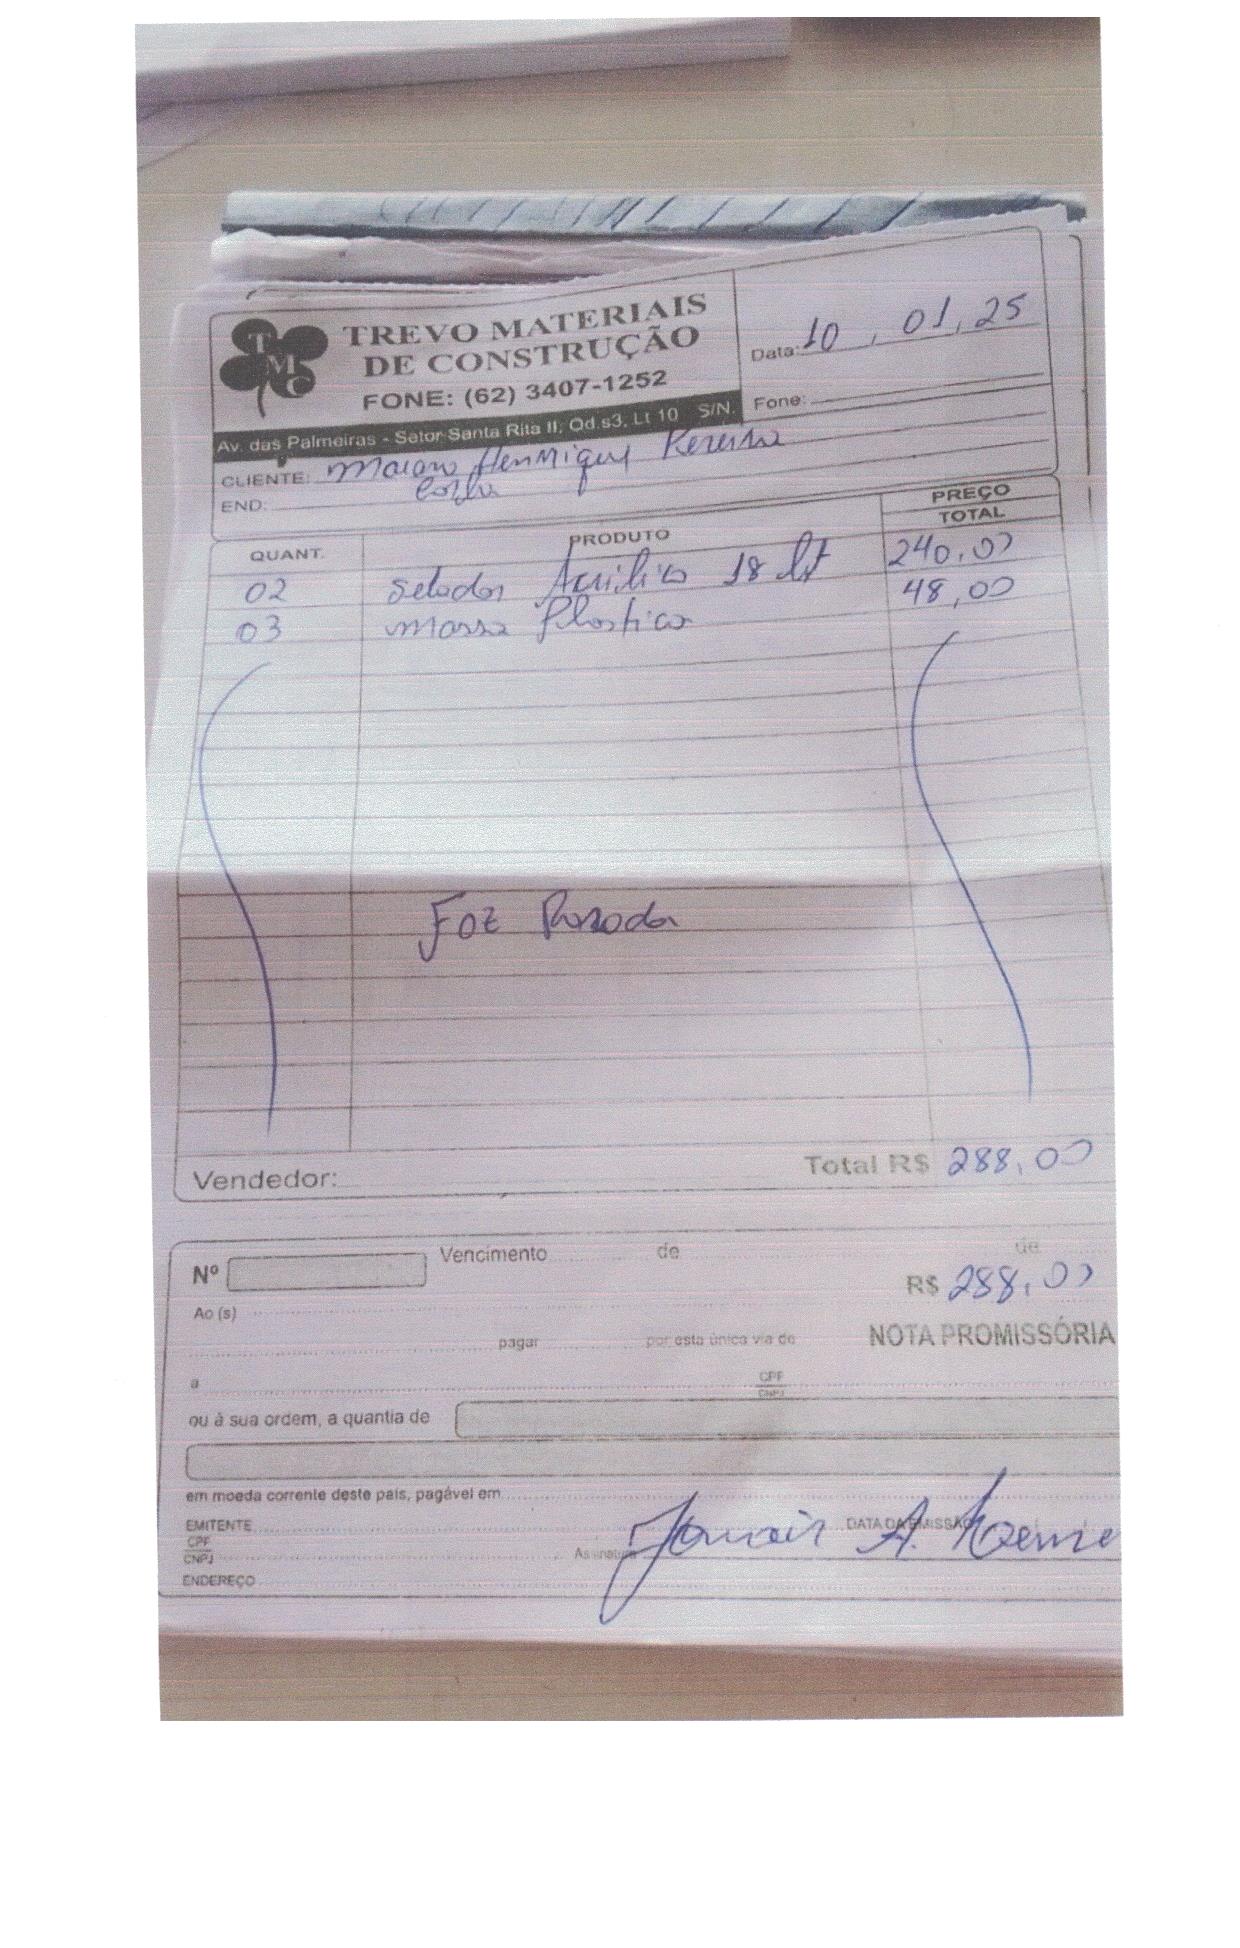 TMC
TREVO MATERIAIS
DE CONSTRUÇÃO
FONE: (62) 3407-1252
Av. das Palmeiras - Setor Santa Rita II, Qd.s3, Lt 10 S/N.
Data: 10, 01, 25
Fone:
CLIENTE: Henrique Pereira
END: Costa
QUANT. PRODUTO PREÇO
TOTAL
02 Selador Acrilico 18 lt 240,00
03 Massa Plastica 48,00
Foz
Vendedor: Total R$ 288,00
Nº Vencimento de de
R$ 288,00
Ao (s)
pagar por esta única via de NOTA PROMISSÓRIA
a CPF
CNPJ
ou à sua ordem, a quantia de
em moeda corrente deste país, pagável em
EMITENTE DATA DA EMISSÃO
CPF
CNPJ Assinatura A.
ENDEREÇO